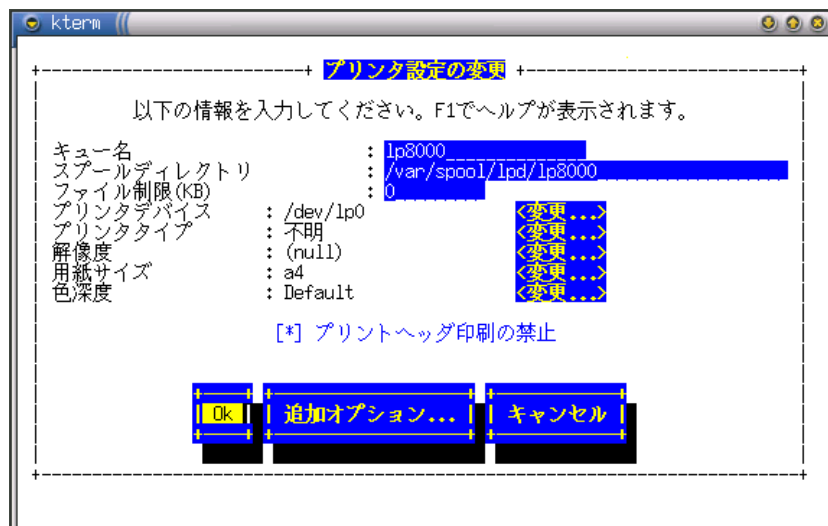 kterm
プリンタ設定の変更
以下の情報を入力してください。F1でヘルプが表示されます。
キュー名 : lp8000______________
スプールディレクトリ : /var/spool/lpd/lp8000___________________
ファイル制限(KB) : 0_________
プリンタデバイス : /dev/lp0 <変更...>
プリンタタイプ : 不明 <変更...>
解像度 : (null) <変更...>
用紙サイズ : a4 <変更...>
色深度 : Default <変更...>
[*] プリントヘッダ印刷の禁止
Ok 追加オプション... キャンセル